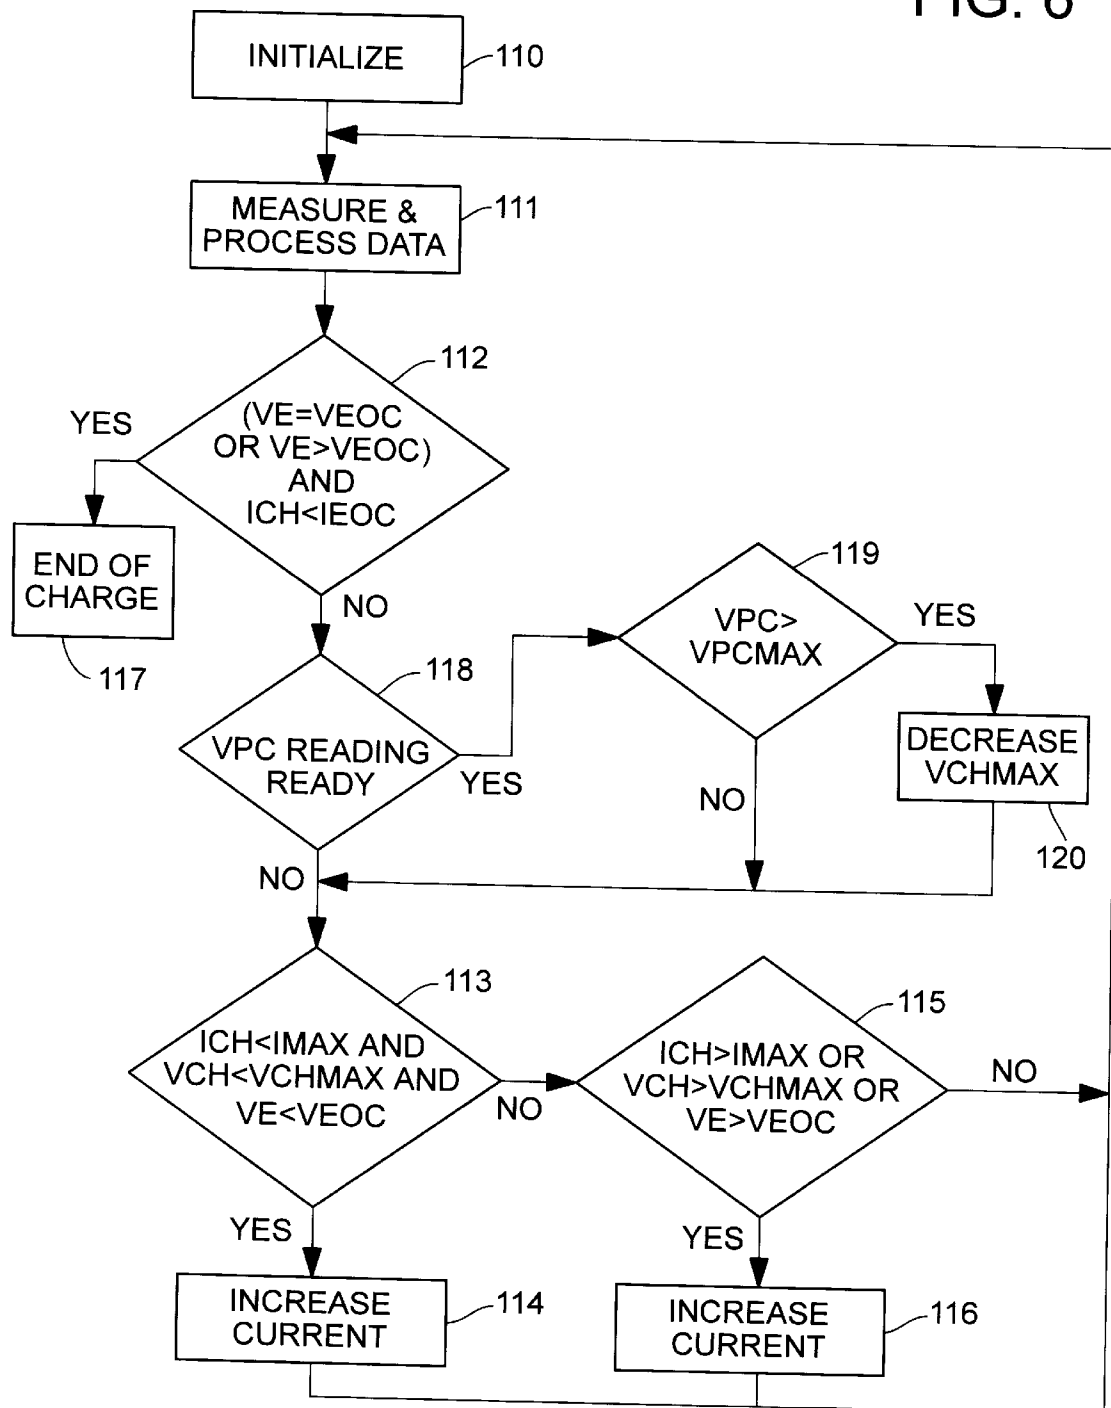 FIG. 6
INITIALIZE
110
MEASURE &
PROCESS DATA
111
112
(VE=VEOC
OR VE>VEOC)
AND
ICH<IEOC
YES
END OF
CHARGE
117
NO
118
VPC READING
READY
YES
119
VPC>
VPCMAX
YES
DECREASE
VCHMAX
120
NO
NO
113
ICH<IMAX AND
VCH<VCHMAX AND
VE<VEOC
NO
115
ICH>IMAX OR
VCH>VCHMAX OR
VE>VEOC
NO
YES
INCREASE
CURRENT
114
YES
INCREASE
CURRENT
116